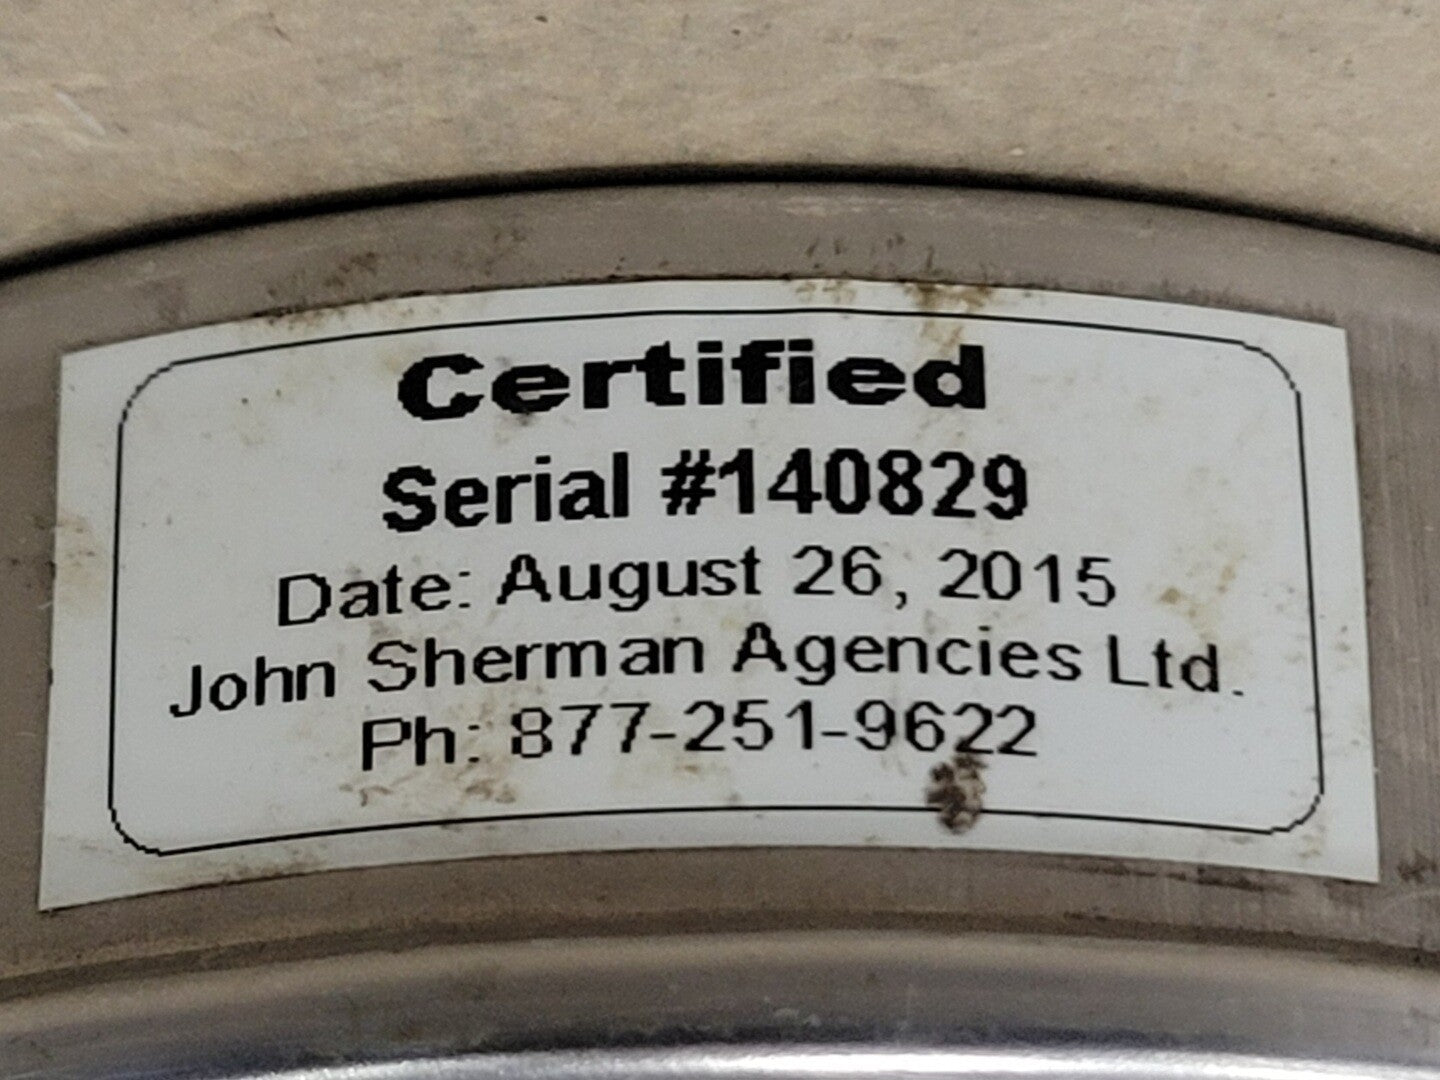 Certified
Serial #140829
Date: August 26, 2015
John Sherman Agencies Ltd.
Ph: 877-251-9622